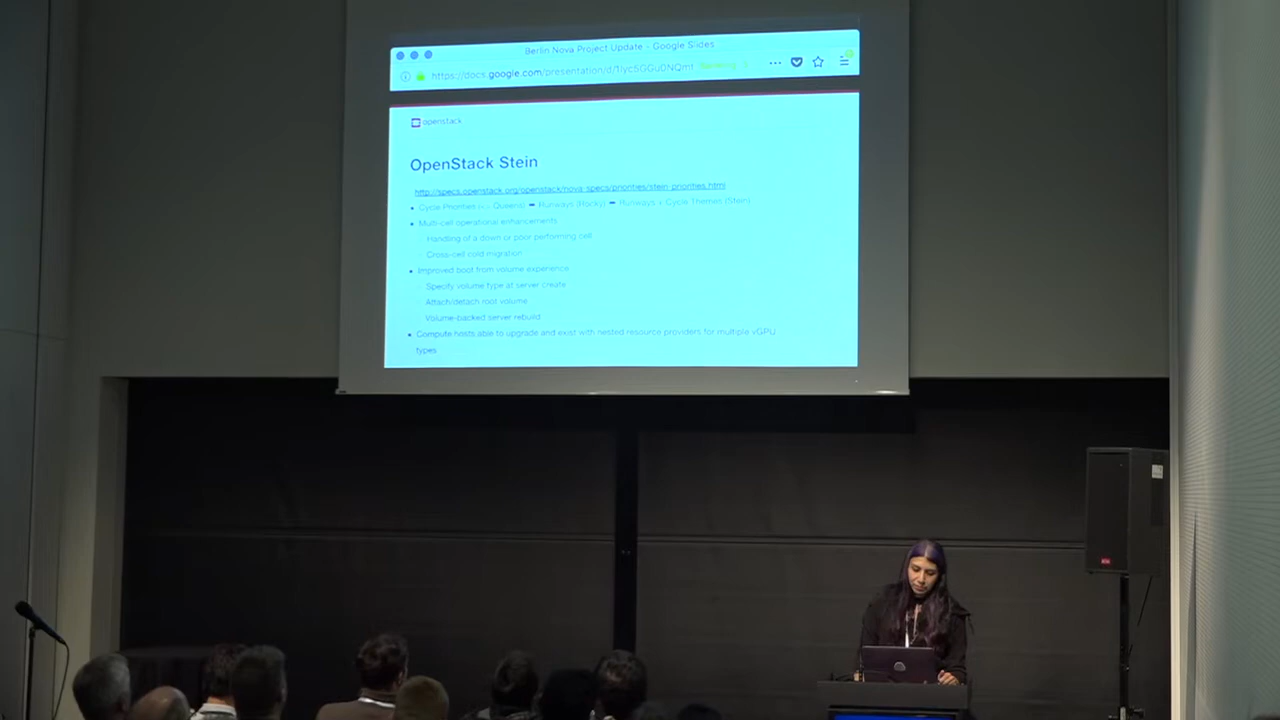 Berlin Nova Project Update - Google Slides
https://docs.google.com/presentation/d/
openstack
OpenStack Stein
http://specs.openstack.org/openstack/nova-specs/priorities/stein_priorities.html
• Cycle Priorities Queens) ➡ Runways (Rocky) ➡ Runways + Cycle Themes (Stein)
• Multi-cell operational enhancements
Handling of a down or poor performing cell
Cross-cell cold migration
• Improved boot from volume experience
Specify volume type at server create
Attach/detach root volume
Volume-backed server rebuild
• Compute hosts able to upgrade and exist with nested resource providers for multiple vGPU
types